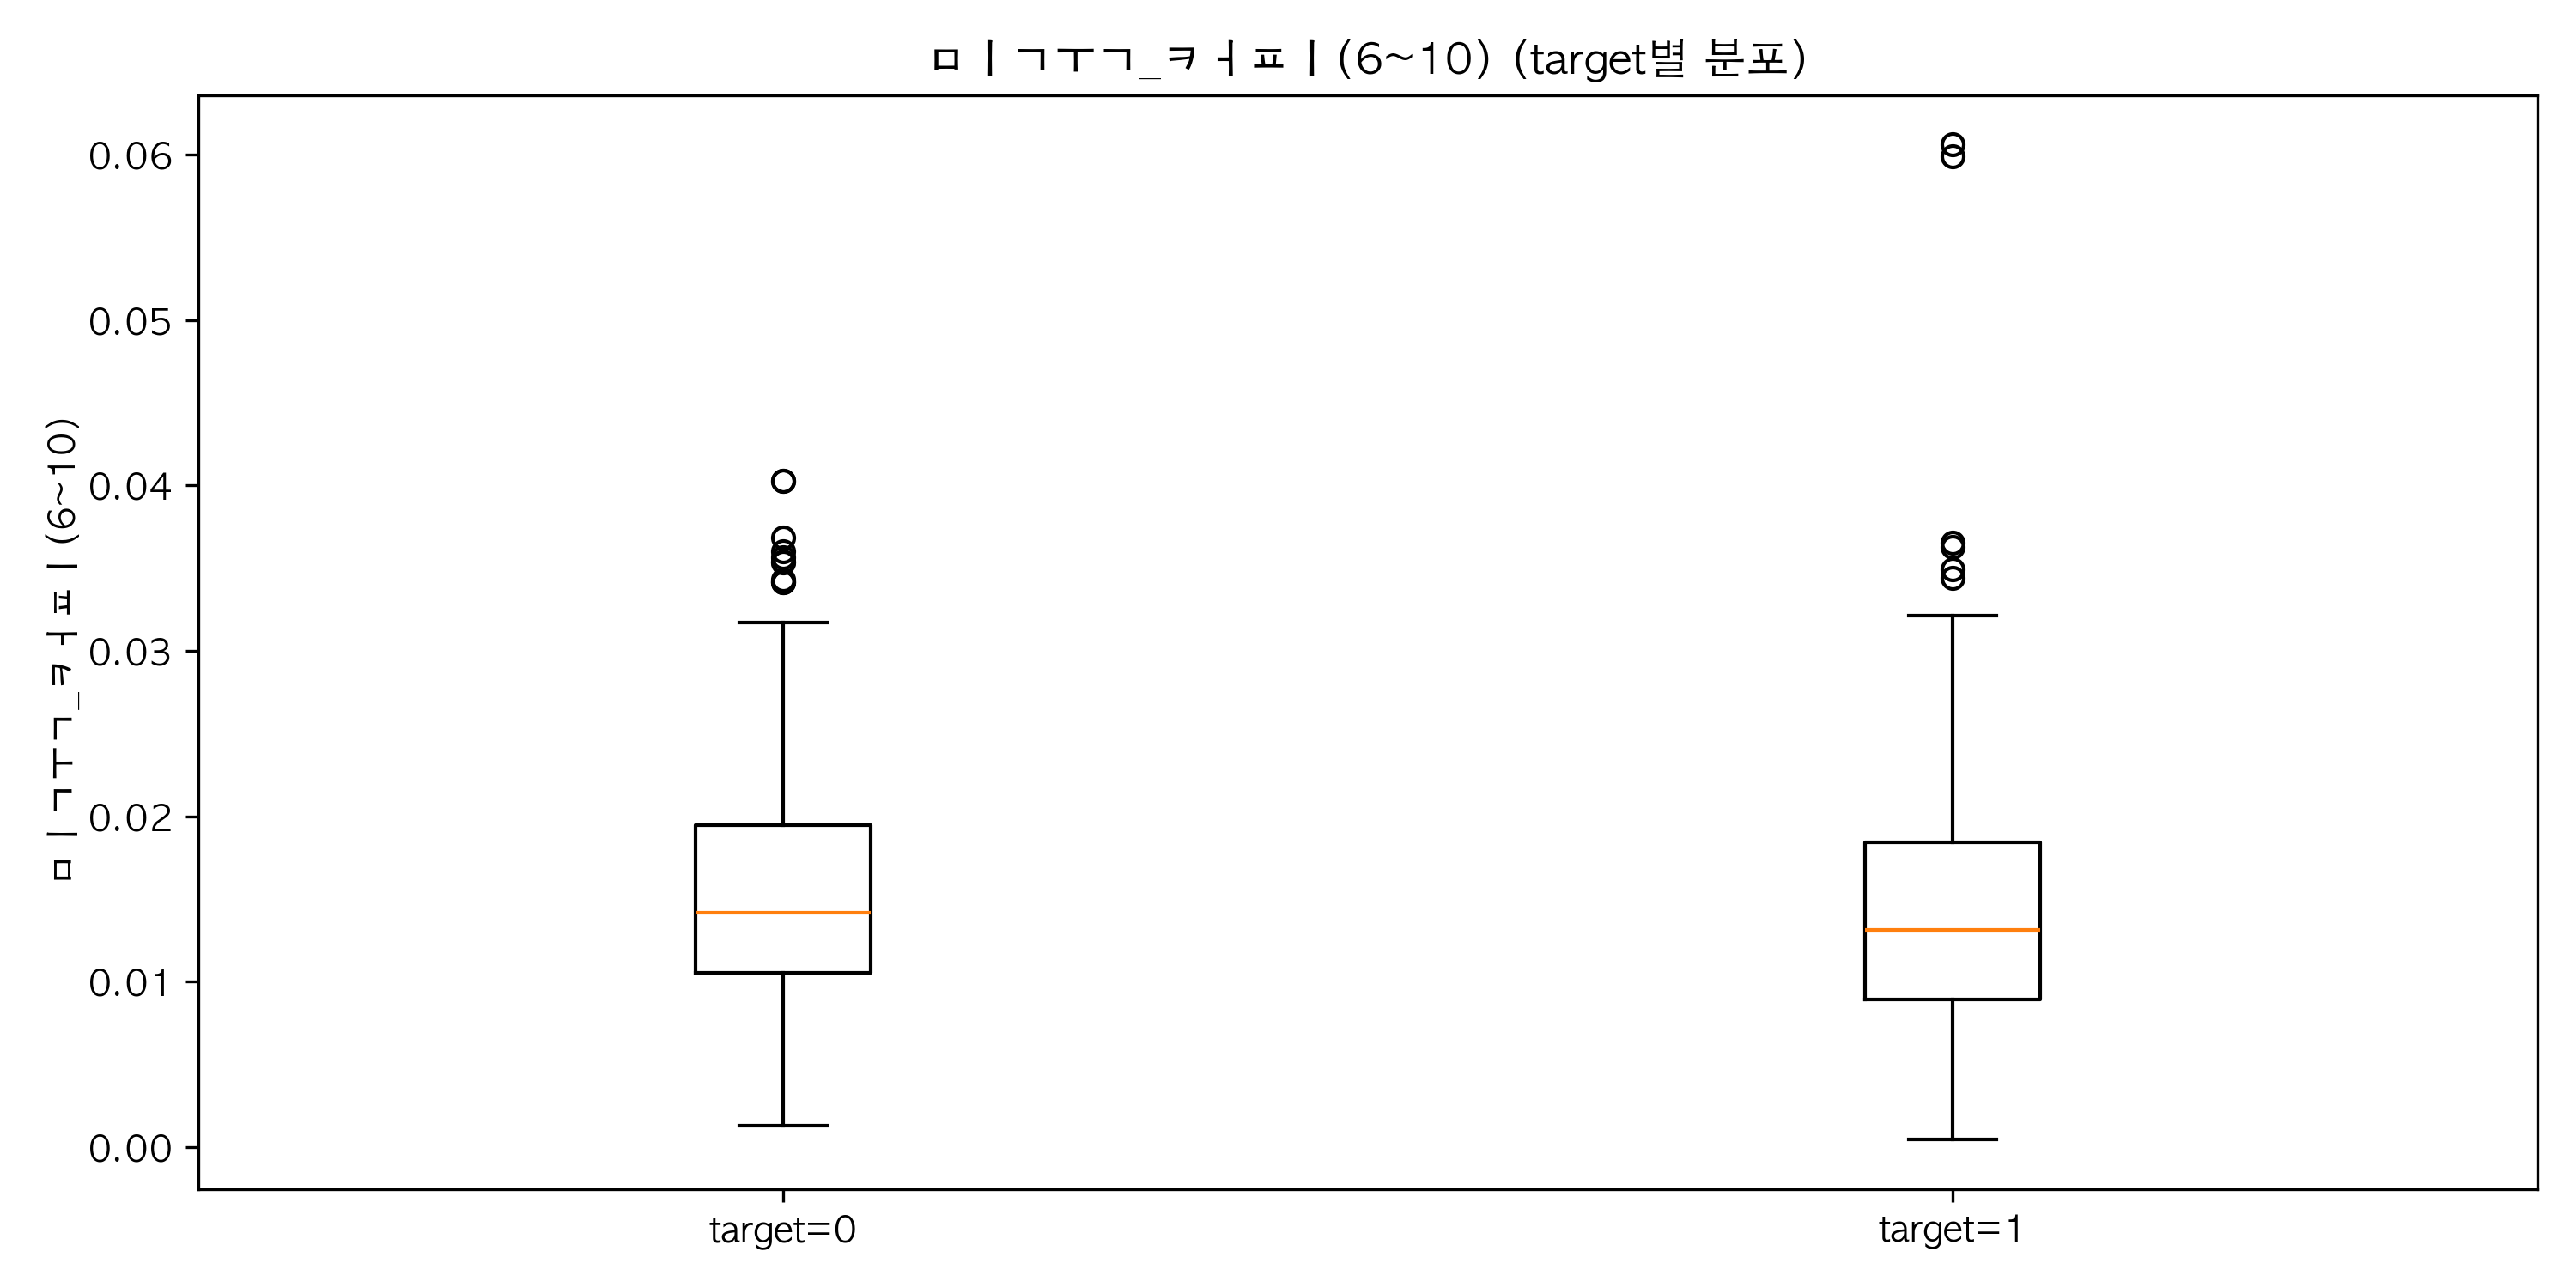 ㅁㅣㄱㅜㄱ_ㅋㅓㅍㅣ(6~10) (target별 분포)
ㅁㅣㄱㅜㄱ_ㅋㅓㅍㅣ(6~10)
0.06
0.05
0.04
0.03
0.02
0.01
0.00
target=0
target=1